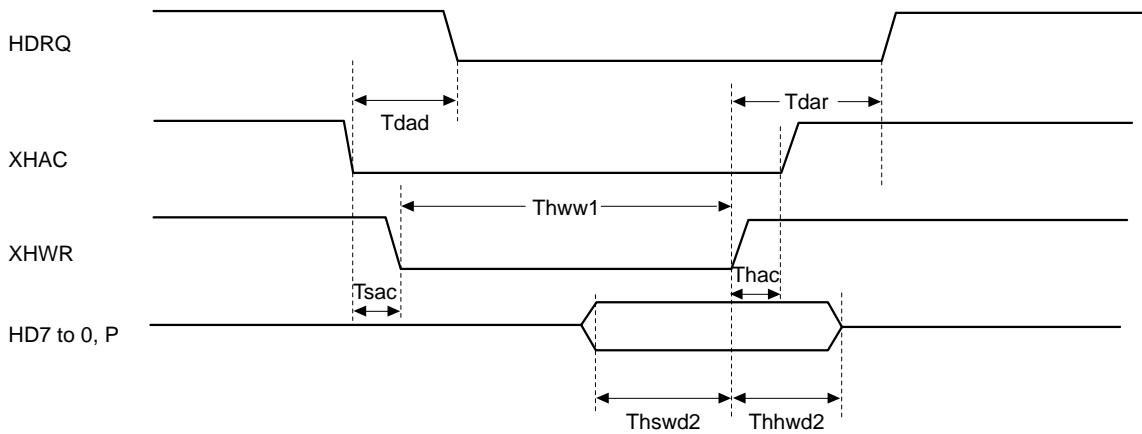 HDRQ
Tdar
Tdad
XHAC
Thww1
XHWR
Thac
Tsac
HD7 to 0, P
Thswd2
Thhwd2